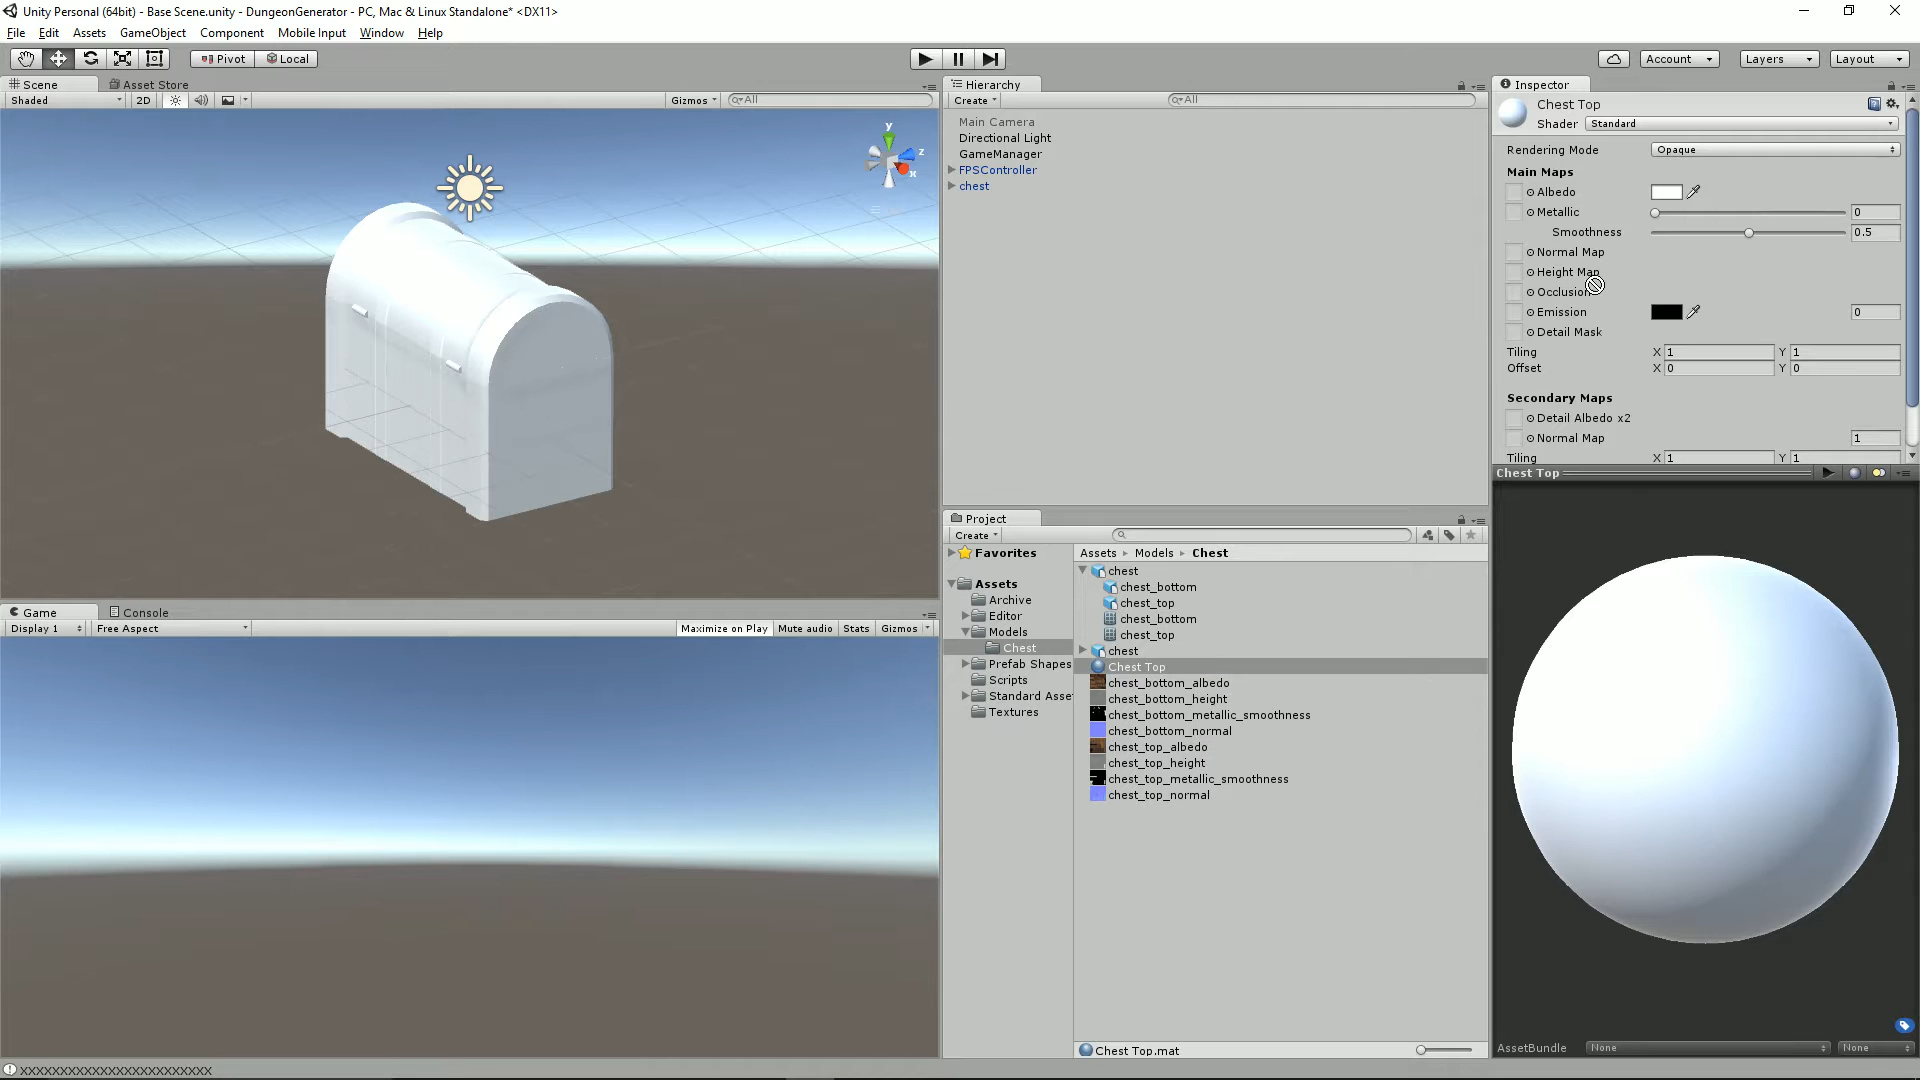 Unity Personal (64bit) - Base Scene.unity - DungeonGenerator - PC, Mac & Linux Standalone* <DX11>
File Edit Assets GameObject Component Mobile Input Window Help
Pivot Local Account Layers Layout
Scene Asset Store
Shaded 2D Gizmos All
y
z
x
Hierarchy
Create All
Main Camera
Directional Light
GameManager
FPSController
chest
Inspector
Chest Top
Shader Standard
Rendering Mode Opaque
Main Maps
Albedo
Metallic 0
Smoothness 0.5
Normal Map
Height Map
Occlusion
Emission 0
Detail Mask
Tiling X 1 Y 1
Offset X 0 Y 0
Secondary Maps
Detail Albedo x2
Normal Map 1
Tiling X 1 Y 1
Chest Top
AssetBundle None None
Game Console
Display 1 Free Aspect Maximize on Play Mute audio Stats Gizmos
Project
Create
Favorites
Assets
Archive
Editor
Models
Chest
Prefab Shapes
Scripts
Standard Asse
Textures
Assets Models Chest
chest
chest_bottom
chest_top
chest_bottom
chest_top
chest
Chest Top
chest_bottom_albedo
chest_bottom_height
chest_bottom_metallic_smoothness
chest_bottom_normal
chest_top_albedo
chest_top_height
chest_top_metallic_smoothness
chest_top_normal
Chest Top.mat
XXXXXXXXXXXXXXXXXXXXXXXX